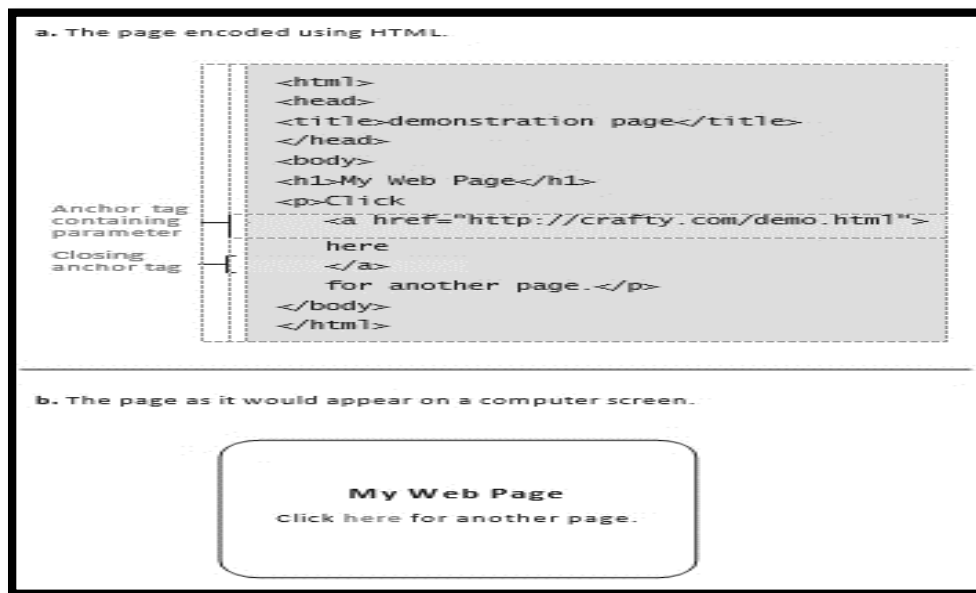 a. The page encoded using HTML.
<html>
<head>
<title>demonstration page</title>
</head>
<body>
<h1>My Web Page</h1>
<p>Click
Anchor tag
containing
parameter
<a href="http://crafty.com/demo.html">
here
Closing
anchor tag
</a>
for another page.</p>
</body>
</html>
b. The page as it would appear on a computer screen.
My Web Page
Click here for another page.